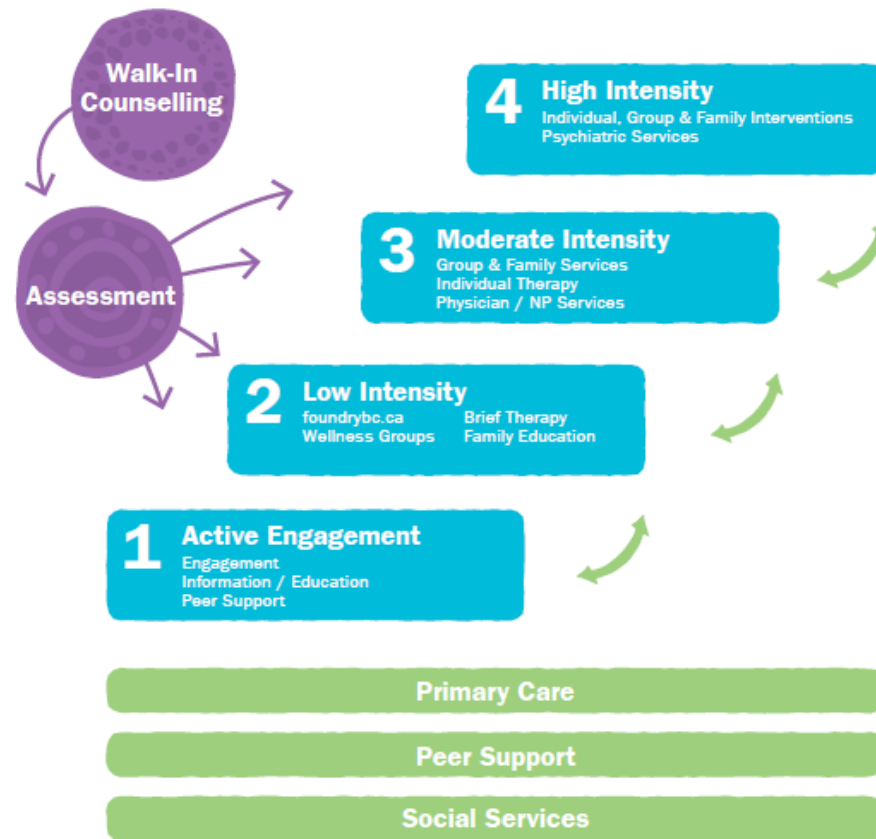 Walk-In
Counselling
Assessment
4 High Intensity
Individual, Group & Family Interventions
Psychiatric Services
3 Moderate Intensity
Group & Family Services
Individual Therapy
Physician / NP Services
2 Low Intensity
foundrybc.ca Brief Therapy
Wellness Groups Family Education
1 Active Engagement
Engagement
Information / Education
Peer Support
Primary Care
Peer Support
Social Services